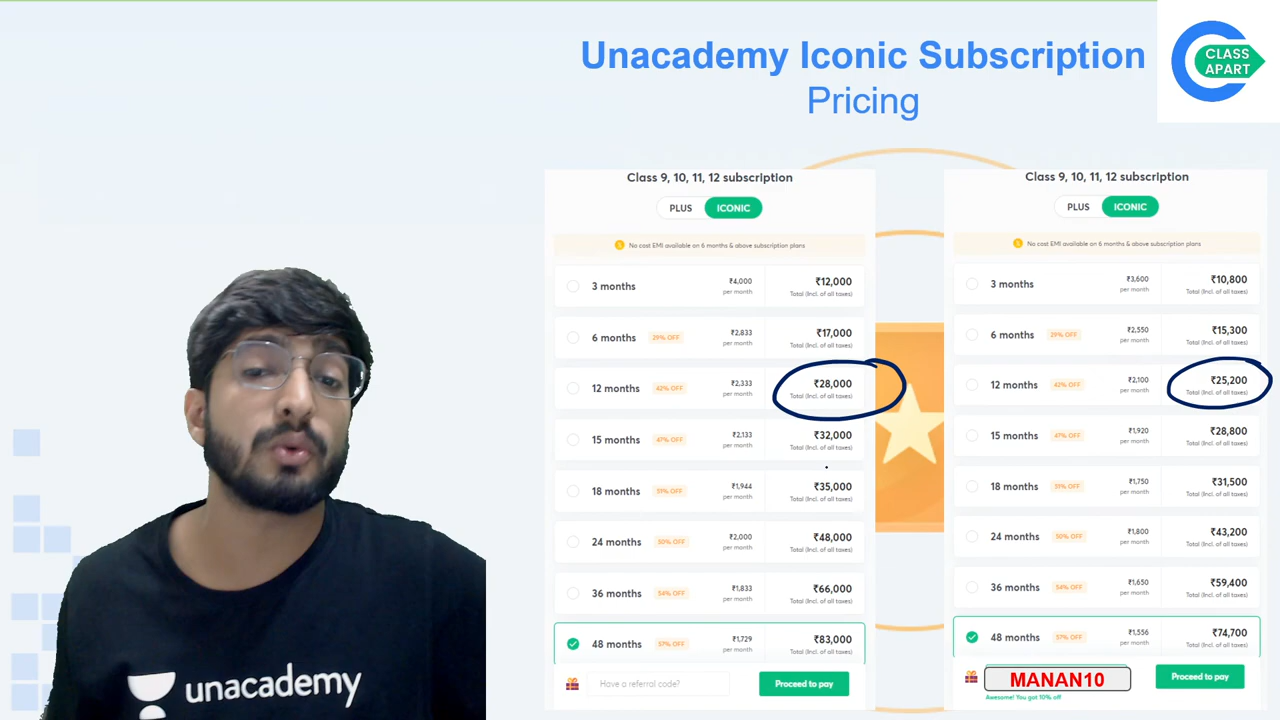 Unacademy Iconic Subscription
Pricing
CLASS
APART
Class 9, 10, 11, 12 subscription
PLUS
ICONIC
No cost EMI available on 6 months & above subscription plans
3 months
₹4,000
per month
₹12,000
Total (Incl. of all taxes)
6 months
29% OFF
₹2,833
per month
₹17,000
Total (Incl. of all taxes)
12 months
42% OFF
₹2,333
per month
₹28,000
Total (Incl. of all taxes)
15 months
47% OFF
₹2,133
per month
₹32,000
Total (Incl. of all taxes)
18 months
51% OFF
₹1,944
per month
₹35,000
Total (Incl. of all taxes)
24 months
50% OFF
₹2,000
per month
₹48,000
Total (Incl. of all taxes)
36 months
54% OFF
₹1,833
per month
₹66,000
Total (Incl. of all taxes)
48 months
57% OFF
₹1,729
per month
₹83,000
Total (Incl. of all taxes)
Have a referral code?
Proceed to pay
Class 9, 10, 11, 12 subscription
PLUS
ICONIC
No cost EMI available on 6 months & above subscription plans
3 months
₹3,600
per month
₹10,800
Total (Incl. of all taxes)
6 months
29% OFF
₹2,550
per month
₹15,300
Total (Incl. of all taxes)
12 months
42% OFF
₹2,100
per month
₹25,200
Total (Incl. of all taxes)
15 months
47% OFF
₹1,920
per month
₹28,800
Total (Incl. of all taxes)
18 months
51% OFF
₹1,750
per month
₹31,500
Total (Incl. of all taxes)
24 months
50% OFF
₹1,800
per month
₹43,200
Total (Incl. of all taxes)
36 months
54% OFF
₹1,650
per month
₹59,400
Total (Incl. of all taxes)
48 months
57% OFF
₹1,556
per month
₹74,700
Total (Incl. of all taxes)
MANAN10
Awesome! You got 10% off
Proceed to pay
unacademy